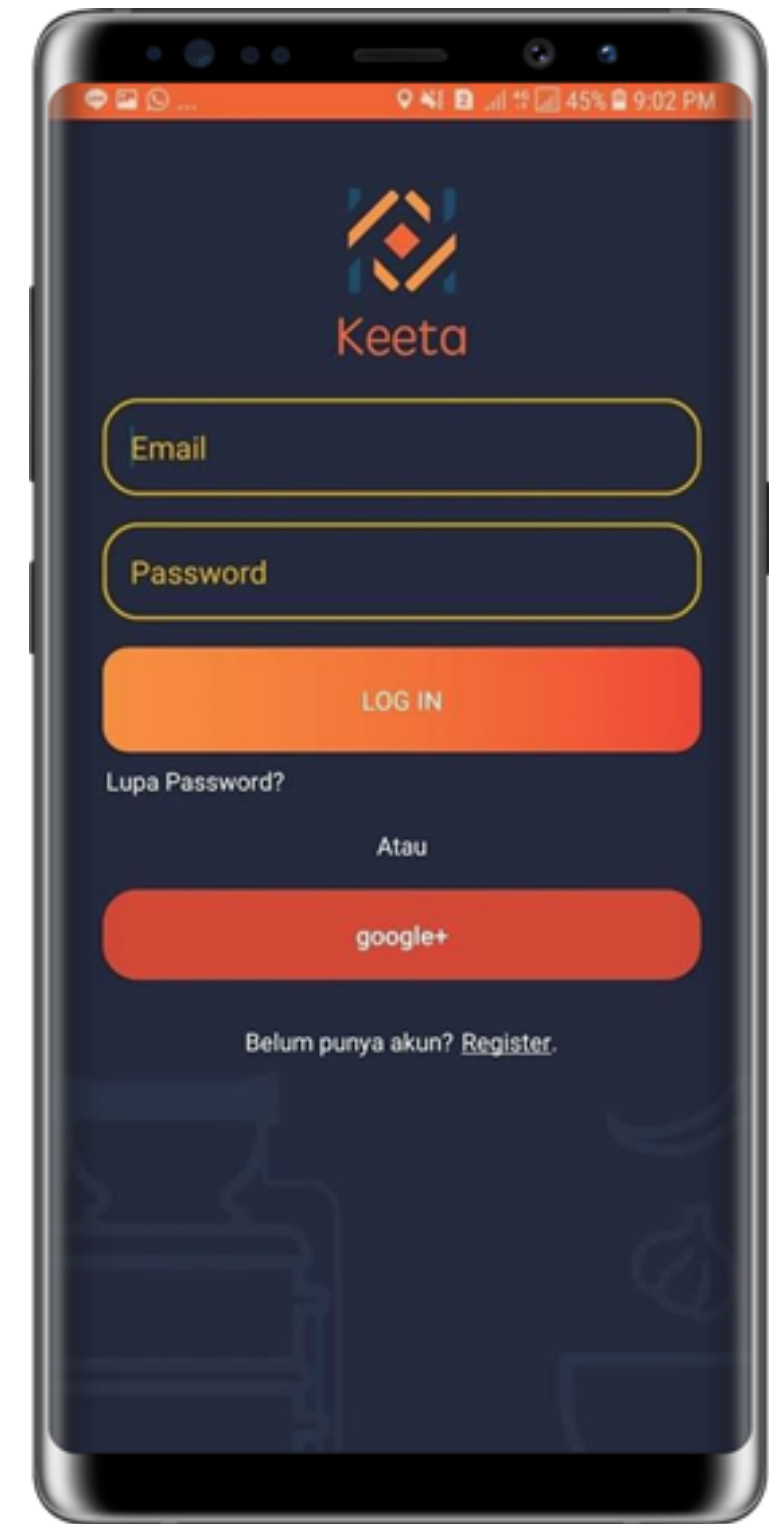 ... 45% 9:02 PM
Keeta
Email
Password
LOG IN
Lupa Password?
Atau
google+
Belum punya akun? Register.